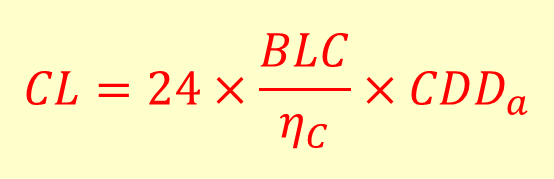 CL = 24 × BLC / η_C × CDD_a